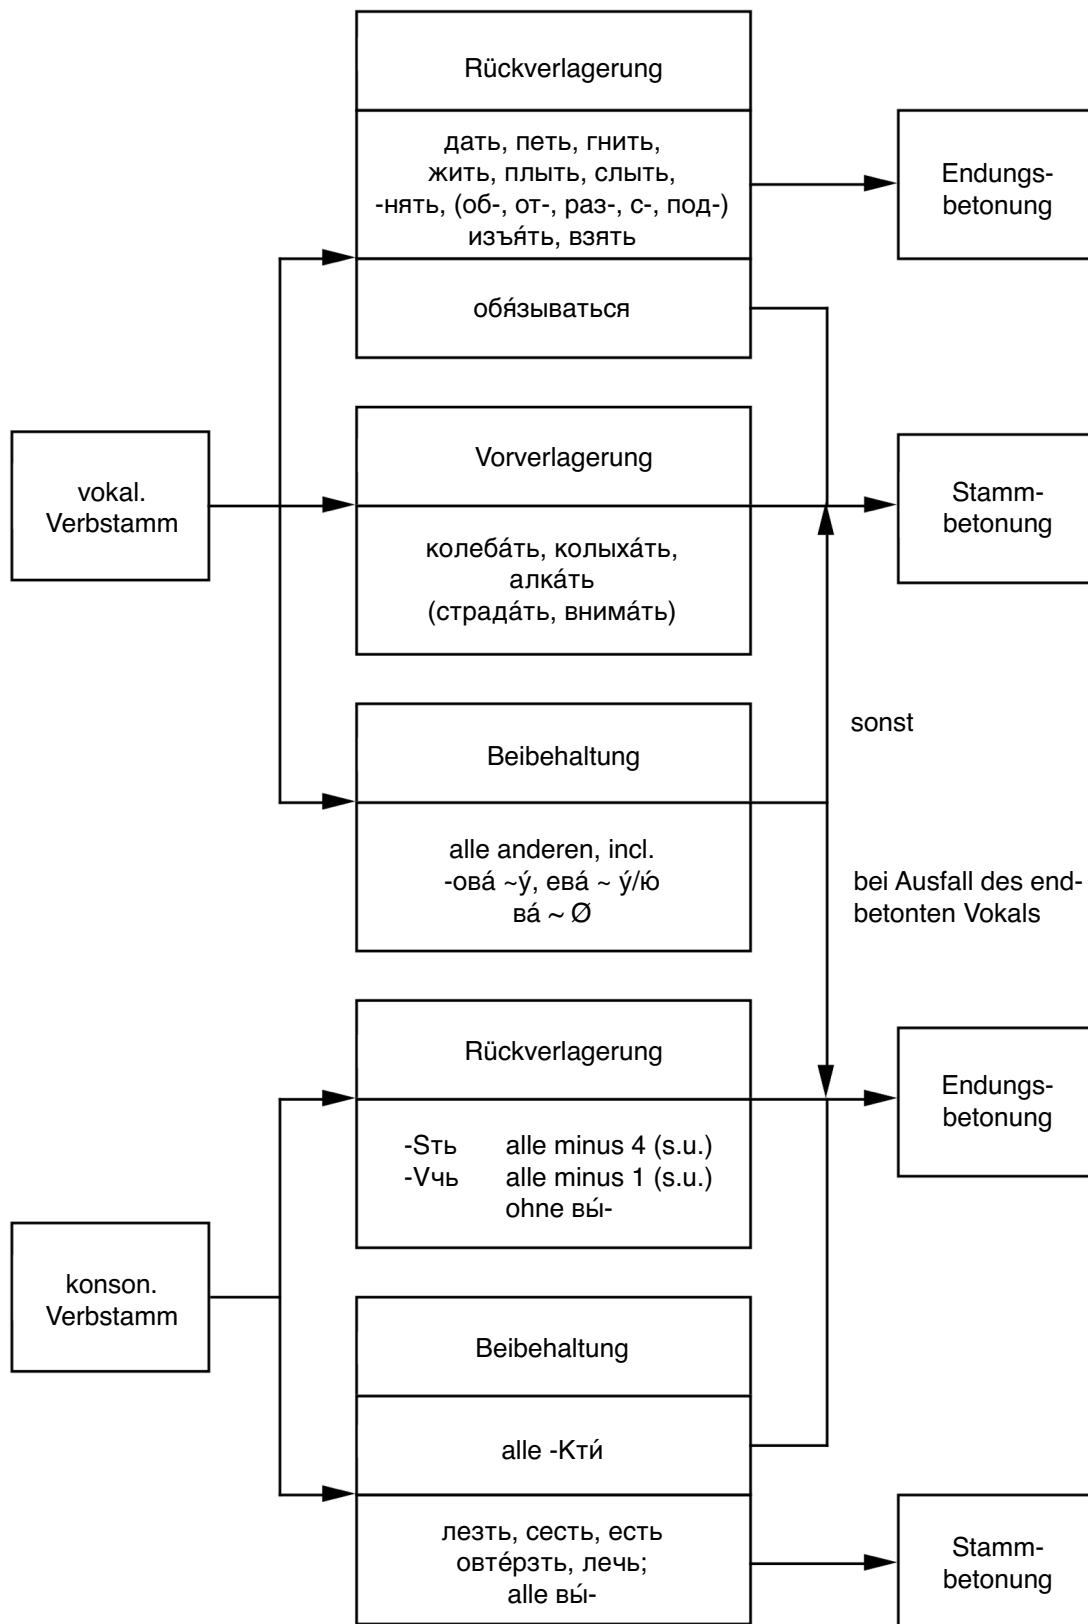 Rückverlagerung
дать, петь, гнить,
жить, плыть, слыть,
-нять, (об-, от-, раз-, с-, под-)
изъя́ть, взять
Endungs-
betonung
обя́зываться
vokal.
Verbstamm
Vorverlagerung
колеба́ть, колыха́ть,
алка́ть
(страда́ть, внима́ть)
Stamm-
betonung
Beibehaltung
alle anderen, incl.
-ова́ ~у́, ева́ ~ у́/ю́
ва́ ~ Ø
sonst
bei Ausfall des end-
betonten Vokals
Rückverlagerung
-Sть alle minus 4 (s.u.)
-Vчь alle minus 1 (s.u.)
ohne вы́-
Endungs-
betonung
konson.
Verbstamm
Beibehaltung
alle -Kти́
лезть, сесть, есть
овте́рзть, лечь;
alle вы́-
Stamm-
betonung